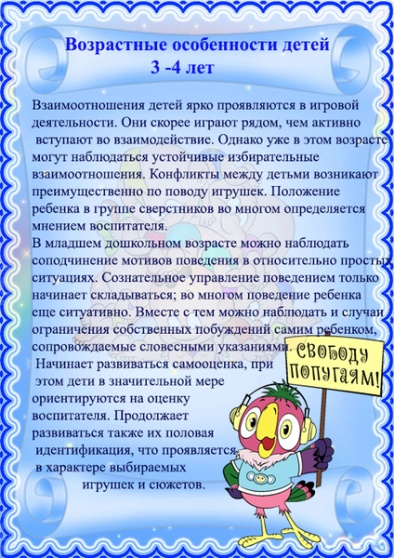 Возрастные особенности детей
3 -4 лет
Взаимоотношения детей ярко проявляются в игровой
деятельности. Они скорее играют рядом, чем активно
вступают во взаимодействие. Однако уже в этом возрасте
могут наблюдаться устойчивые избирательные
взаимоотношения. Конфликты между детьми возникают
преимущественно по поводу игрушек. Положение
ребенка в группе сверстников во многом определяется
мнением воспитателя.
В младшем дошкольном возрасте можно наблюдать
соподчинение мотивов поведения в относительно простых
ситуациях. Сознательное управление поведением только
начинает складываться; во многом поведение ребенка
еще ситуативно. Вместе с тем можно наблюдать и случаи
ограничения собственных побуждений самим ребенком,
сопровождаемые словесными указаниями.
Начинает развиваться самооценка, при
этом дети в значительной мере
ориентируются на оценку
воспитателя. Продолжает
развиваться также их половая
идентификация, что проявляется
в характере выбираемых
игрушек и сюжетов.
СВОБОДУ
ПОПУГАЯМ!